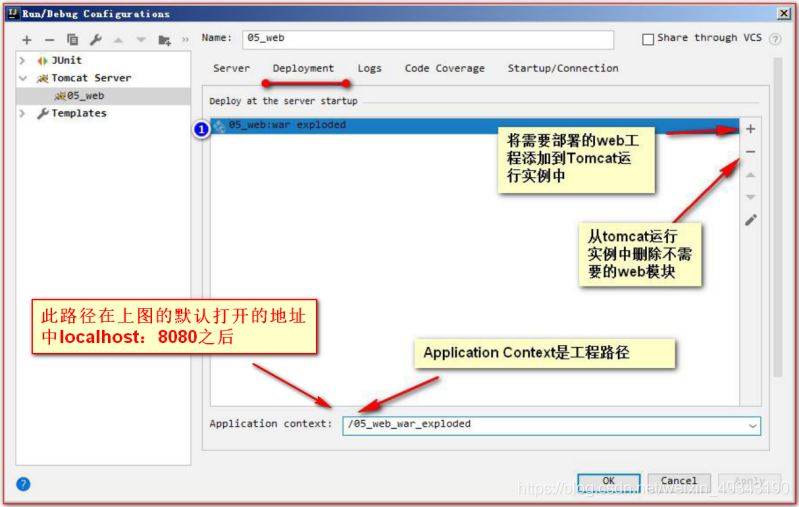 Run/Debug Configurations
Name: 05_web
Share through VCS
JUnit
Tomcat Server
05_web
Templates
Server Deployment Logs Code Coverage Startup/Connection
Deploy at the server startup
1
05_web:war exploded
将需要部署的web工
程添加到Tomcat运
行实例中
从tomcat运行
实例中删除不需
要的web模块
此路径在上图的默认打开的地址
中localhost：8080之后
Application Context是工程路径
Application context: /05_web_war_exploded
OK Cancel Apply
https://blog.csdn.net/weixin_49343190